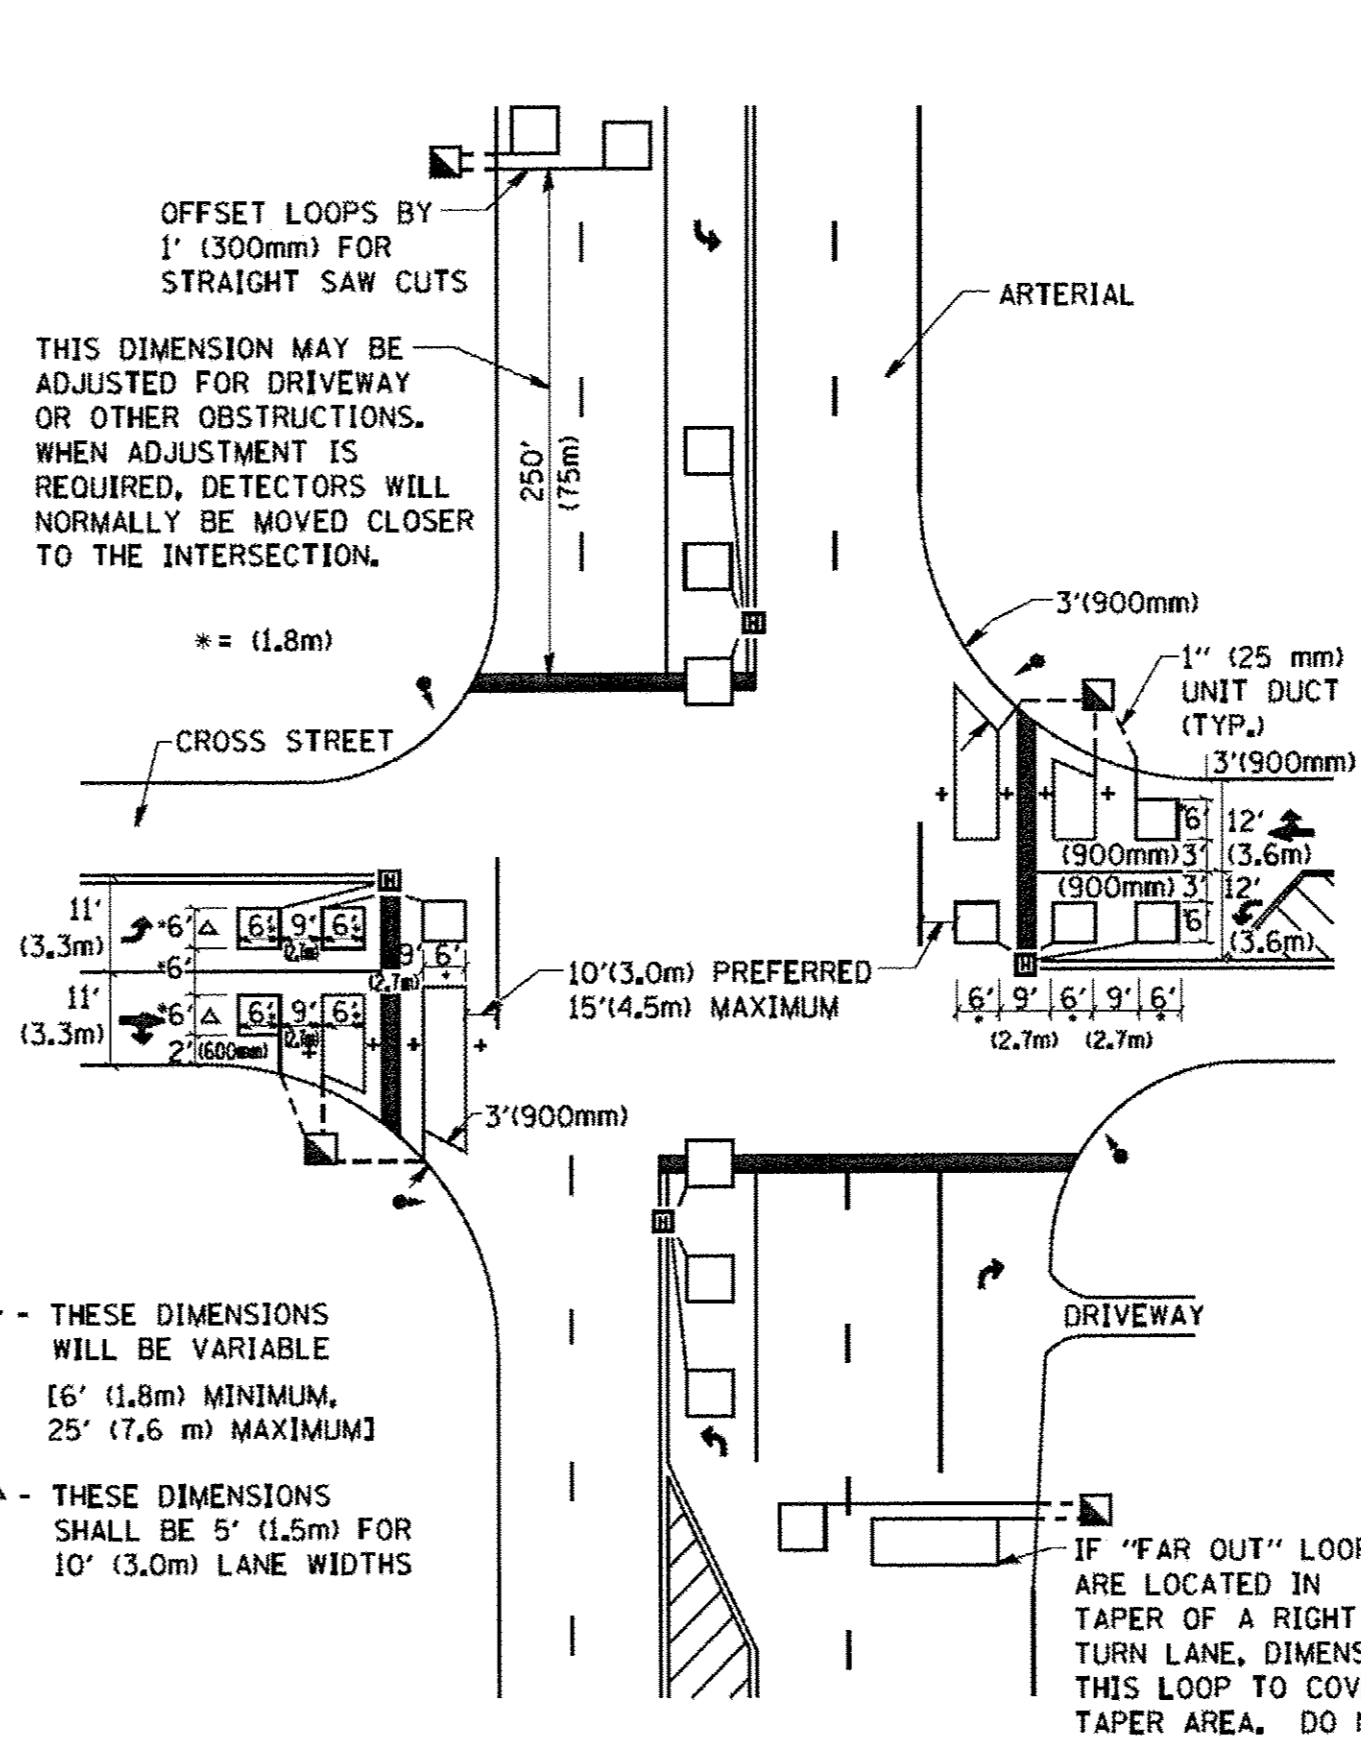 OFFSET LOOPS BY
1' (300mm) FOR
STRAIGHT SAW CUTS
ARTERIAL
THIS DIMENSION MAY BE
ADJUSTED FOR DRIVEWAY
OR OTHER OBSTRUCTIONS.
WHEN ADJUSTMENT IS
REQUIRED, DETECTORS WILL
NORMALLY BE MOVED CLOSER
TO THE INTERSECTION.
250'
(75m)
* = (1.8m)
3'(900mm)
1" (25 mm)
UNIT DUCT
(TYP.)
CROSS STREET
3'(900mm)
+ + + +
*6' 12'
(900mm) 3' (3.6m)
(900mm) 3' 12'
*6' (3.6m)
H
H
H
11'
(3.3m)
*6' △ 6'* 9' 6'*
(2.7m)
*6'
9' 6'
(2.7m) *
11'
(3.3m)
*6' △ 6'* 9' 6'*
(2.7m)
2' (600mm)
+ + + +
10'(3.0m) PREFERRED
15'(4.5m) MAXIMUM
6' 9' 6' 9' 6'
* (2.7m) * (2.7m) *
3'(900mm)
H
DRIVEWAY
- THESE DIMENSIONS
WILL BE VARIABLE
[6' (1.8m) MINIMUM,
25' (7.6 m) MAXIMUM]
- THESE DIMENSIONS
SHALL BE 5' (1.5m) FOR
10' (3.0m) LANE WIDTHS
IF "FAR OUT" LOOP
ARE LOCATED IN
TAPER OF A RIGHT
TURN LANE, DIMENS
THIS LOOP TO COV
TAPER AREA. DO